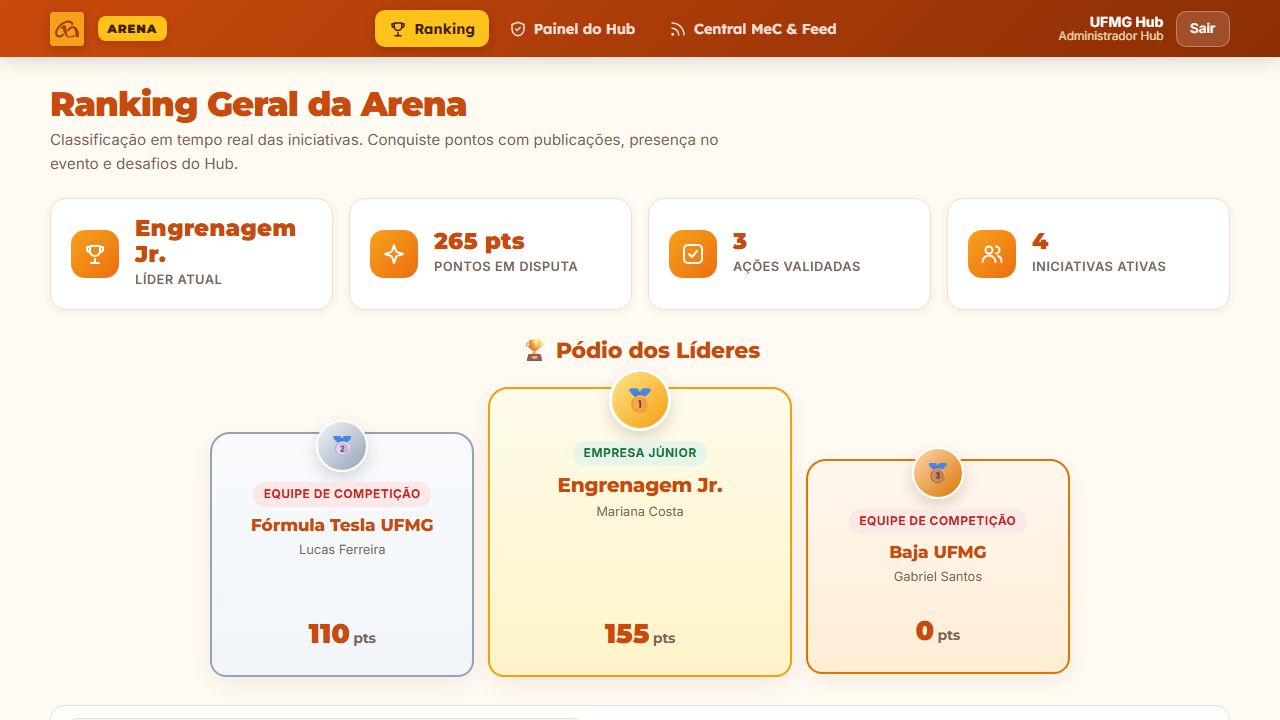 ARENA
Ranking
Painel do Hub
Central MeC & Feed
UFMG Hub
Administrador Hub
Sair
Ranking Geral da Arena
Classificação em tempo real das iniciativas. Conquiste pontos com publicações, presença no
evento e desafios do Hub.
Engrenagem
Jr.
LÍDER ATUAL
265 pts
PONTOS EM DISPUTA
3
AÇÕES VALIDADAS
4
INICIATIVAS ATIVAS
Pódio dos Líderes
2
EQUIPE DE COMPETIÇÃO
Fórmula Tesla UFMG
Lucas Ferreira
110 pts
1
EMPRESA JÚNIOR
Engrenagem Jr.
Mariana Costa
155 pts
3
EQUIPE DE COMPETIÇÃO
Baja UFMG
Gabriel Santos
0 pts